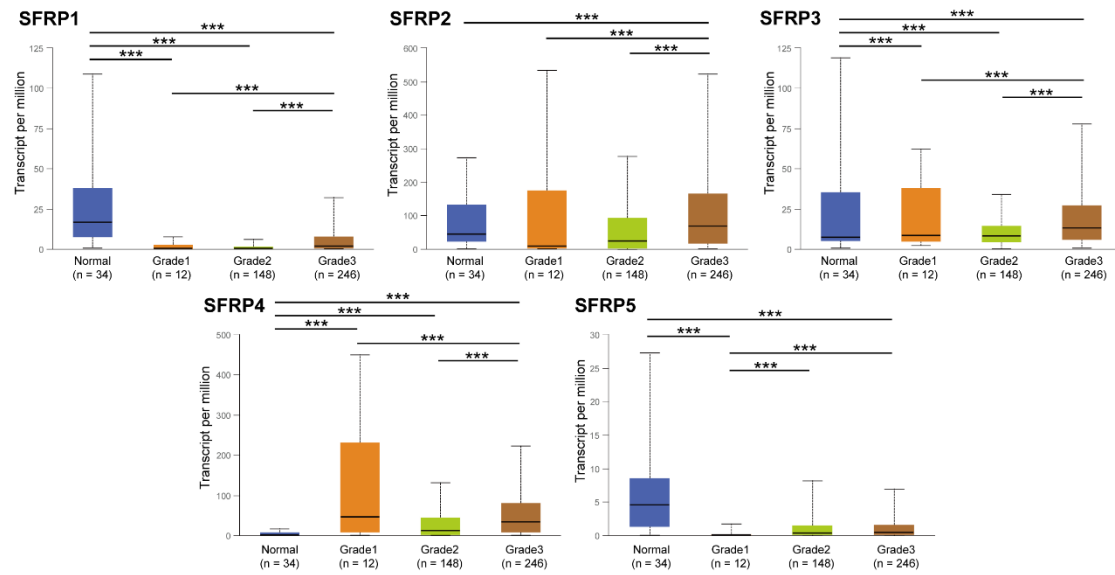 SFRP1
***
***
***
***
***
Transcript per million
125
100
75
50
25
0
Normal
(n = 34)
Grade1
(n = 12)
Grade2
(n = 148)
Grade3
(n = 246)
SFRP2
***
***
***
Transcript per million
600
500
400
300
200
100
0
Normal
(n = 34)
Grade1
(n = 12)
Grade2
(n = 148)
Grade3
(n = 246)
SFRP3
***
***
***
***
***
Transcript per million
125
100
75
50
25
0
Normal
(n = 34)
Grade1
(n = 12)
Grade2
(n = 148)
Grade3
(n = 246)
SFRP4
***
***
***
***
***
Transcript per million
500
400
300
200
100
0
Normal
(n = 34)
Grade1
(n = 12)
Grade2
(n = 148)
Grade3
(n = 246)
SFRP5
***
***
***
***
Transcript per million
30
25
20
15
10
5
0
Normal
(n = 34)
Grade1
(n = 12)
Grade2
(n = 148)
Grade3
(n = 246)